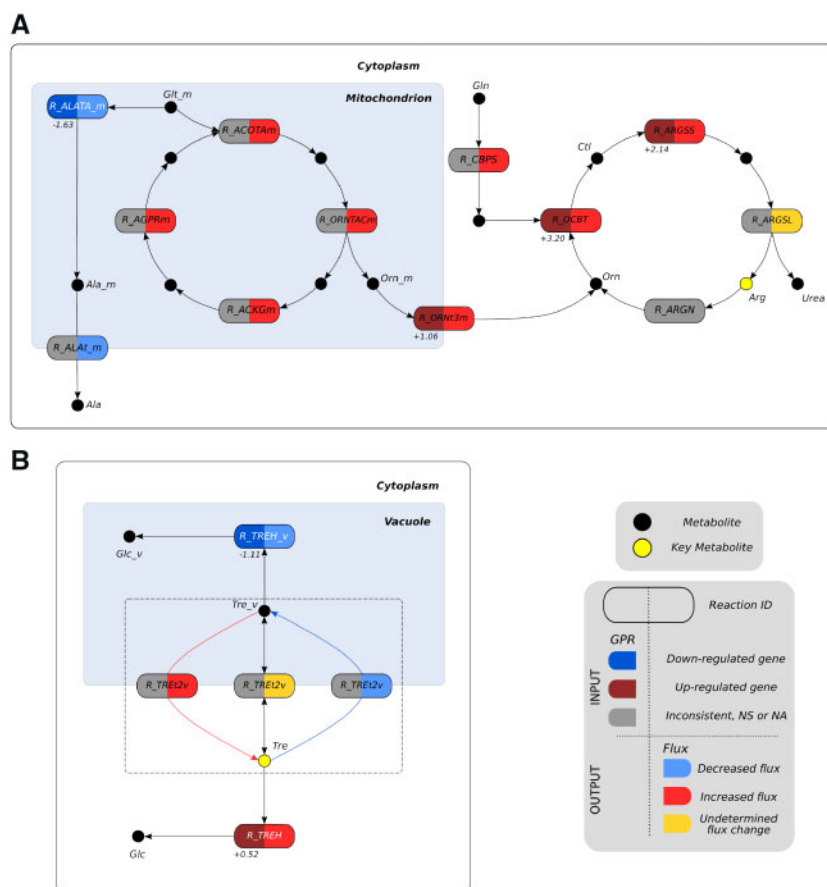 A
Cytoplasm
Mitochondrion
R_ALATA_m
-1.63
Glt_m
R_ACOTAm
R_AGPRm
R_ORNTACm
R_ACKGm
Ala_m
Orn_m
R_ALAt_m
Ala
R_ORNt3m
+1.06
Gln
R_CBPS
Ctl
R_ARGSS
+2.14
R_OCBT
+3.20
R_ARGSL
Orn
Arg
Urea
R_ARGN
B
Cytoplasm
Vacuole
R_TREH_v
-1.11
Glc_v
Tre_v
R_TREt2v
R_TREt2v
R_TREt2v
Tre
R_TREH
+0.52
Glc
Metabolite
Key Metabolite
Reaction ID
GPR
INPUT
Down-regulated gene
Up-regulated gene
Inconsistent, NS or NA
OUTPUT
Flux
Decreased flux
Increased flux
Undetermined
flux change